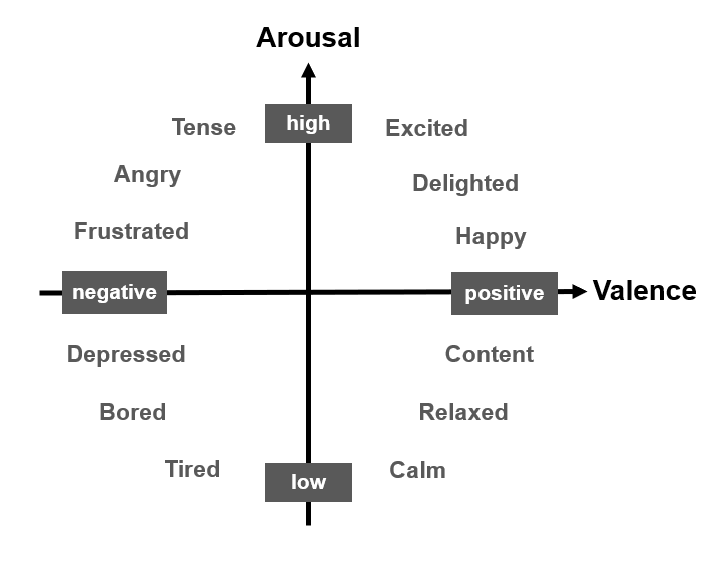 Arousal
Tense
high
Excited
Angry
Delighted
Frustrated
Happy
negative
positive
Valence
Depressed
Content
Bored
Relaxed
Tired
low
Calm